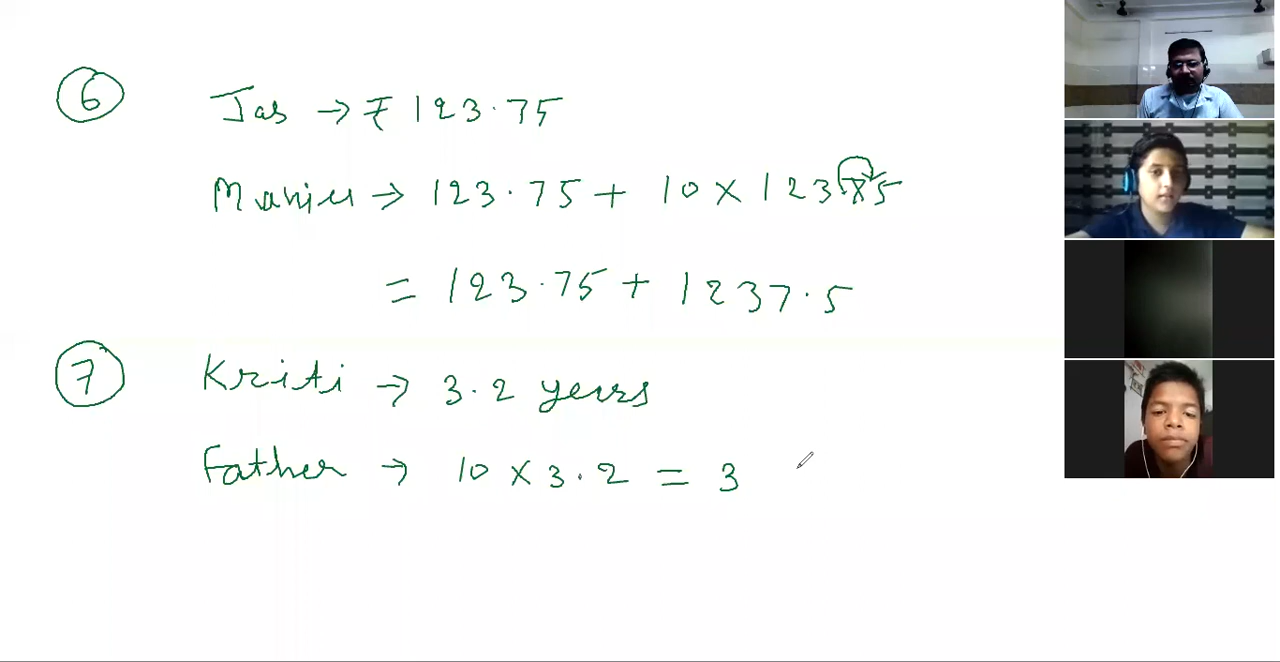 6 Jas → ₹ 123.75
Manju → 123.75 + 10 × 123.75
= 123.75 + 1237.5
7 Kriti → 3.2 years
Father → 10 × 3.2 = 3